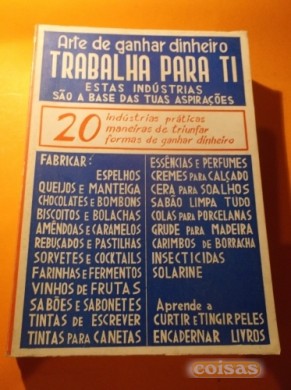 Arte de ganhar dinheiro
TRABALHA PARA TI
ESTAS INDÚSTRIAS
SÃO A BASE DAS TUAS ASPIRAÇÕES
20
indústrias práticas
maneiras de triunfar
formas de ganhar dinheiro
FABRICAR:
ESPELHOS
QUEIJOS E MANTEIGA
CHOCOLATES E BOMBONS
BISCOITOS E BOLACHAS
AMÊNDOAS E CARAMELOS
REBUÇADOS E PASTILHAS
SORVETES E COCKTAILS
FARINHAS E FERMENTOS
VINHOS DE FRUTAS
SABÕES E SABONETES
TINTAS DE ESCREVER
TINTAS PARA CANETAS
ESSÊNCIAS E PERFUMES
CREMES PARA CALÇADO
CERA PARA SOALHOS
SABÃO LIMPA TUDO
COLAS PARA PORCELANAS
GRUDE PARA MADEIRA
CARIMBOS DE BORRACHA
INSECTICIDAS
SOLARINE
Aprende a
CURTIR E TINGIR PELES
ENCADERNAR LIVROS
coisas